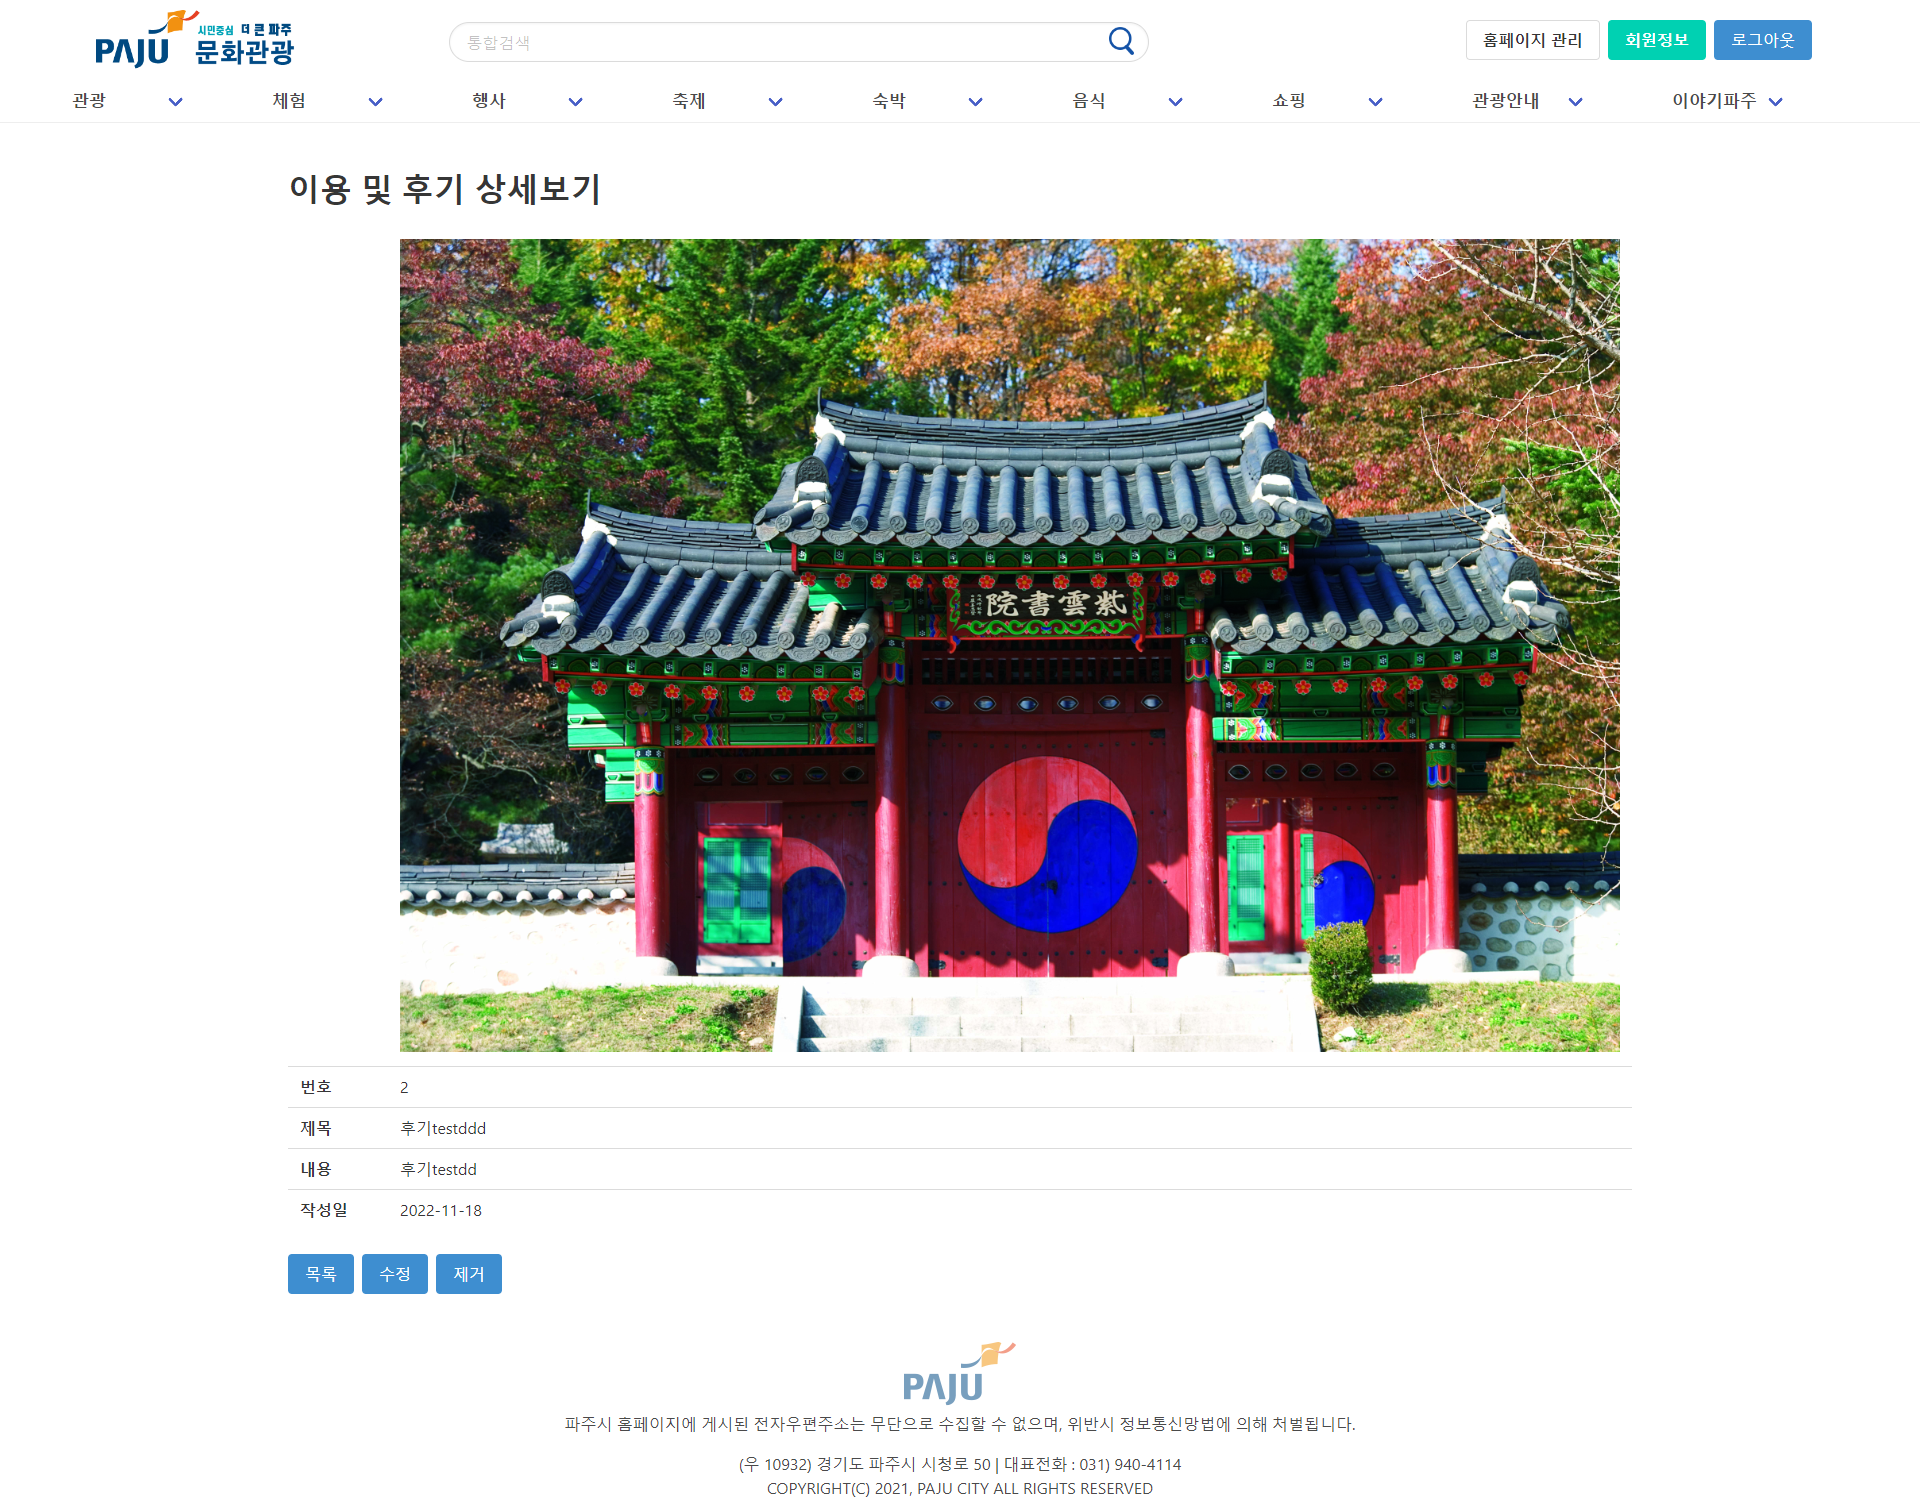 PAJU 시민중심 더 큰 파주 문화관광
통합검색
홈페이지 관리 회원정보 로그아웃
관광 체험 행사 축제 숙박 음식 쇼핑 관광안내 이야기파주
이용 및 후기 상세보기
院書雲紫
번호 2
제목 후기testddd
내용 후기testdd
작성일 2022-11-18
목록 수정 제거
PAJU
파주시 홈페이지에 게시된 전자우편주소는 무단으로 수집할 수 없으며, 위반시 정보통신망법에 의해 처벌됩니다.
(우 10932) 경기도 파주시 시청로 50 | 대표전화 : 031) 940-4114
COPYRIGHT(C) 2021, PAJU CITY ALL RIGHTS RESERVED